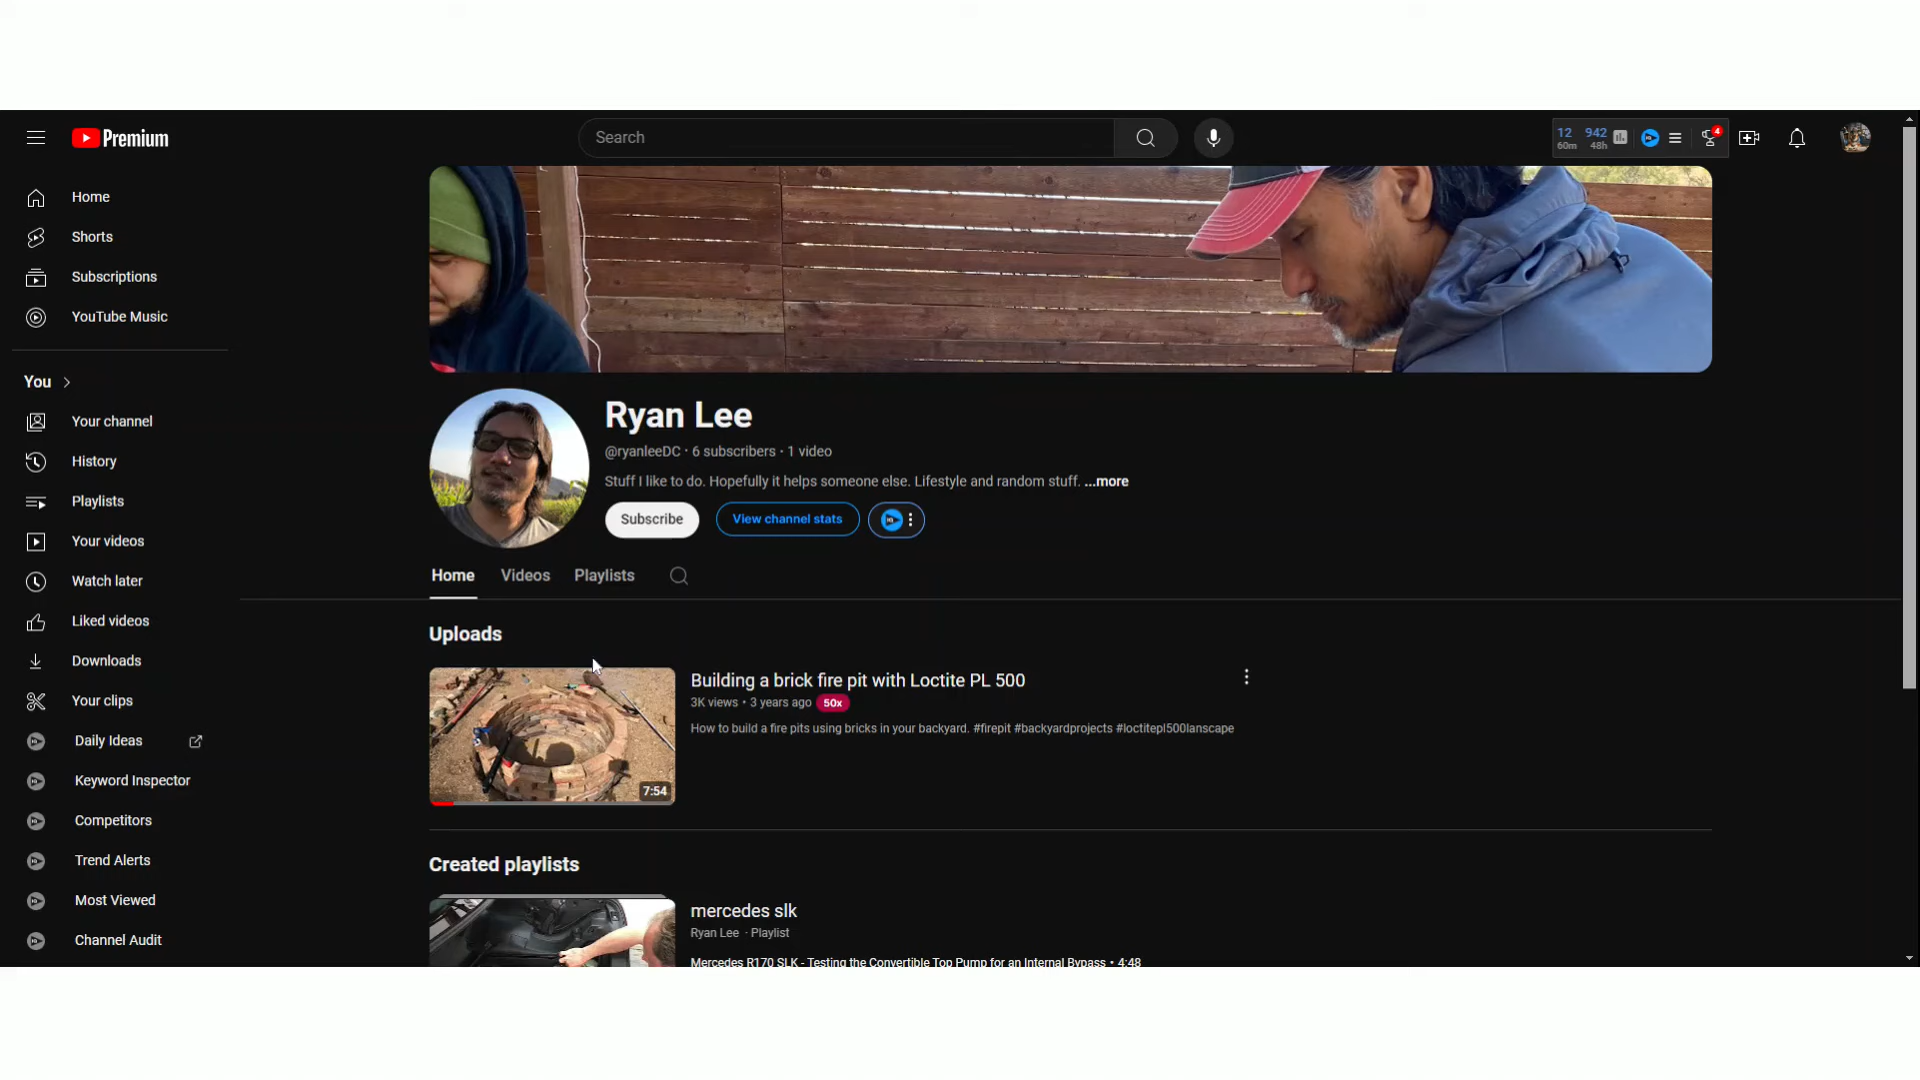 Premium
Search
12 942
60m 48h
4
Home
Shorts
Subscriptions
YouTube Music
You
Your channel
History
Playlists
Your videos
Watch later
Liked videos
Downloads
Your clips
Daily Ideas
Keyword Inspector
Competitors
Trend Alerts
Most Viewed
Channel Audit
Ryan Lee
@ryanleeDC · 6 subscribers · 1 video
Stuff I like to do. Hopefully it helps someone else. Lifestyle and random stuff. ...more
Subscribe
View channel stats
Home Videos Playlists
Uploads
7:54
Building a brick fire pit with Loctite PL 500
3K views · 3 years ago 50x
How to build a fire pits using bricks in your backyard. #firepit #backyardprojects #loctitepl500lanscape
Created playlists
mercedes slk
Ryan Lee · Playlist
Mercedes R170 SLK - Testing the Convertible Top Pump for an Internal Bypass · 4:48